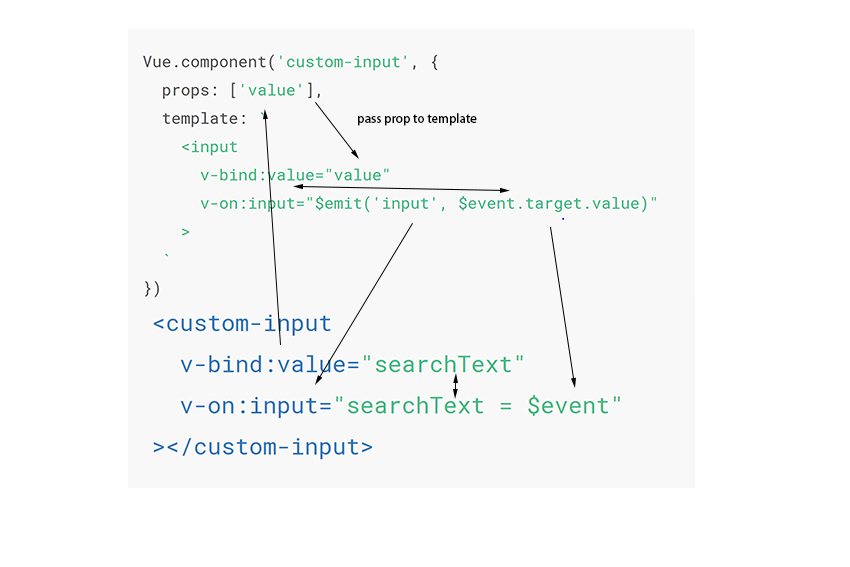 Vue.component('custom-input', {
props: ['value'],
template: `
pass prop to template
<input
v-bind:value="value"
v-on:input="$emit('input', $event.target.value)"
>
`
})
<custom-input
v-bind:value="searchText"
v-on:input="searchText = $event"
></custom-input>